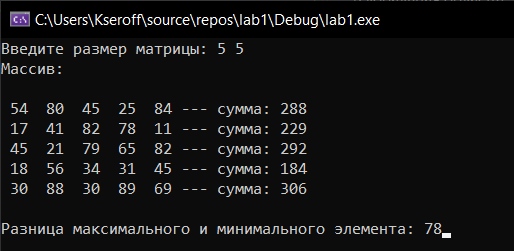 C:\Users\Kseroff\source\repos\lab1\Debug\lab1.exe
Введите размер матрицы: 5 5
Массив:
54 80 45 25 84 --- сумма: 288
17 41 82 78 11 --- сумма: 229
45 21 79 65 82 --- сумма: 292
18 56 34 31 45 --- сумма: 184
30 88 30 89 69 --- сумма: 306
Разница максимального и минимального элемента: 78